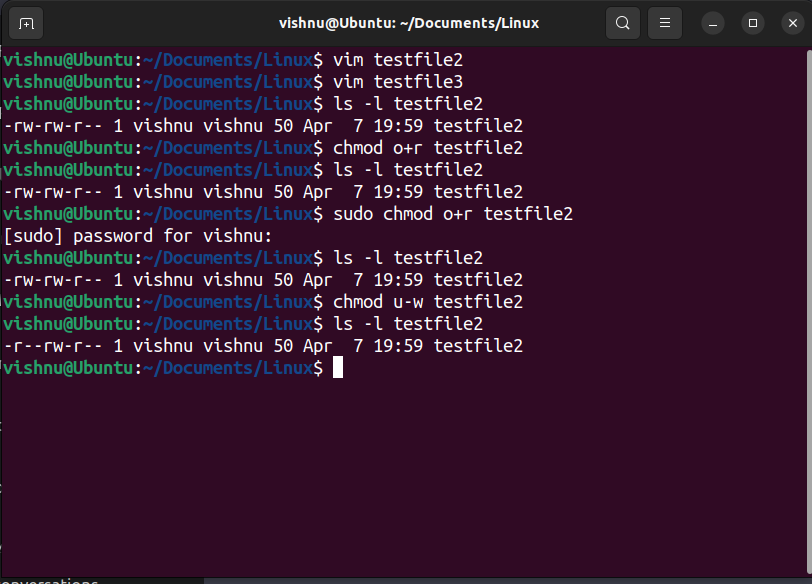 vishnu@Ubuntu: ~/Documents/Linux
vishnu@Ubuntu:~/Documents/Linux$ vim testfile2
vishnu@Ubuntu:~/Documents/Linux$ vim testfile3
vishnu@Ubuntu:~/Documents/Linux$ ls -l testfile2
-rw-rw-r-- 1 vishnu vishnu 50 Apr  7 19:59 testfile2
vishnu@Ubuntu:~/Documents/Linux$ chmod o+r testfile2
vishnu@Ubuntu:~/Documents/Linux$ ls -l testfile2
-rw-rw-r-- 1 vishnu vishnu 50 Apr  7 19:59 testfile2
vishnu@Ubuntu:~/Documents/Linux$ sudo chmod o+r testfile2
[sudo] password for vishnu:
vishnu@Ubuntu:~/Documents/Linux$ ls -l testfile2
-rw-rw-r-- 1 vishnu vishnu 50 Apr  7 19:59 testfile2
vishnu@Ubuntu:~/Documents/Linux$ chmod u-w testfile2
vishnu@Ubuntu:~/Documents/Linux$ ls -l testfile2
-r--rw-r-- 1 vishnu vishnu 50 Apr  7 19:59 testfile2
vishnu@Ubuntu:~/Documents/Linux$